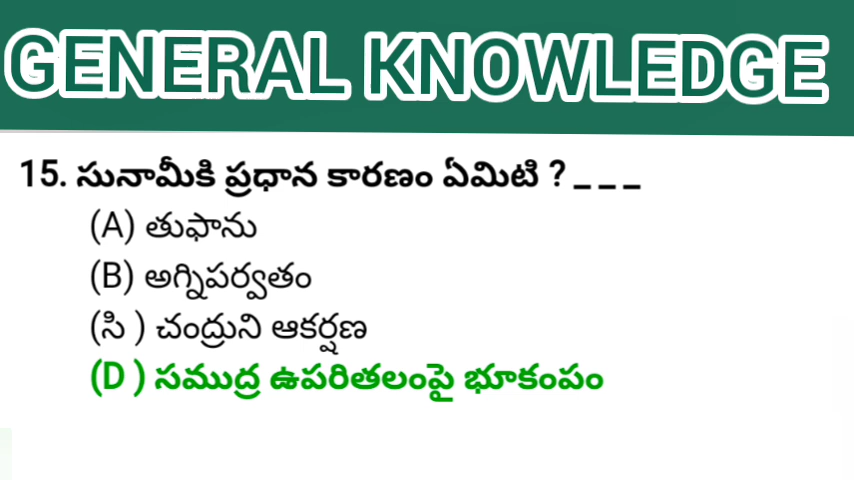 GENERAL KNOWLEDGE
15. సునామీకి ప్రధాన కారణం ఏమిటి ? _ _ _
(A) తుఫాను
(B) అగ్నిపర్వతం
(సి ) చంద్రుని ఆకర్షణ
(D ) సముద్ర ఉపరితలంపై భూకంపం